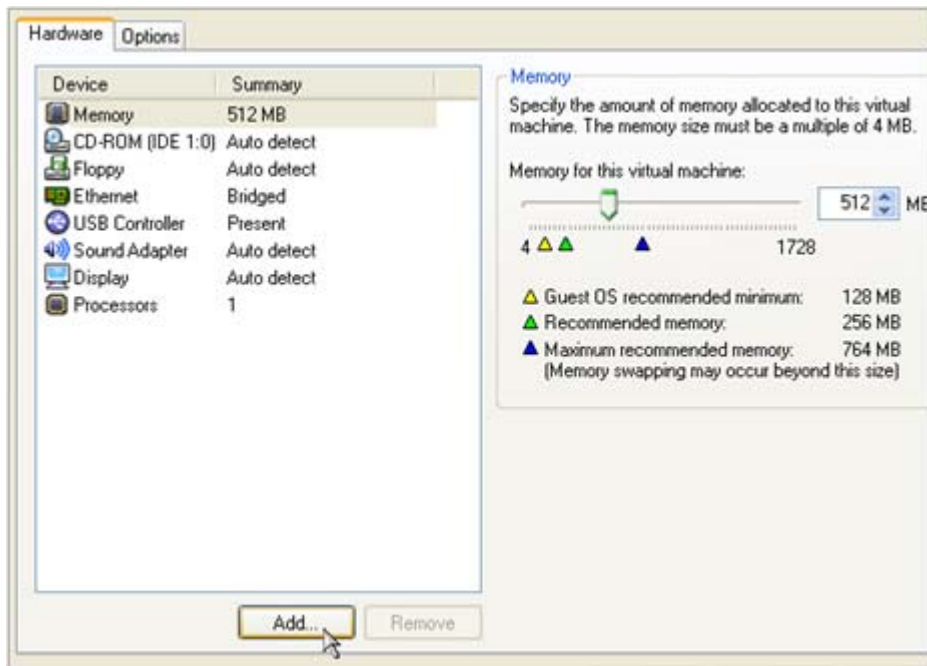 Hardware
Options
Device Summary
Memory 512 MB
CD-ROM (IDE 1:0) Auto detect
Floppy Auto detect
Ethernet Bridged
USB Controller Present
Sound Adapter Auto detect
Display Auto detect
Processors 1
Add...
Remove
Memory
Specify the amount of memory allocated to this virtual
machine. The memory size must be a multiple of 4 MB.
Memory for this virtual machine:
512 MB
4 1728
Guest OS recommended minimum: 128 MB
Recommended memory: 256 MB
Maximum recommended memory: 764 MB
(Memory swapping may occur beyond this size)